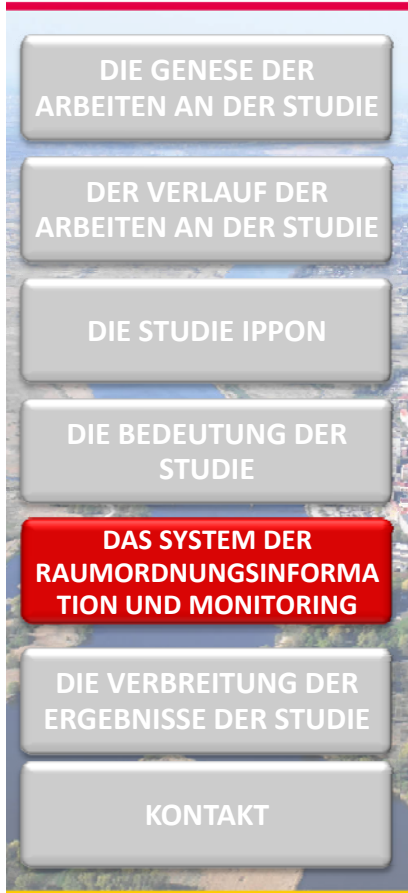 DIE GENESE DER
ARBEITEN AN DER STUDIE
DER VERLAUF DER
ARBEITEN AN DER STUDIE
DIE STUDIE IPPON
DIE BEDEUTUNG DER
STUDIE
DAS SYSTEM DER
RAUMORDNUNGSINFORMA
TION UND MONITORING
DIE VERBREITUNG DER
ERGEBNISSE DER STUDIE
KONTAKT